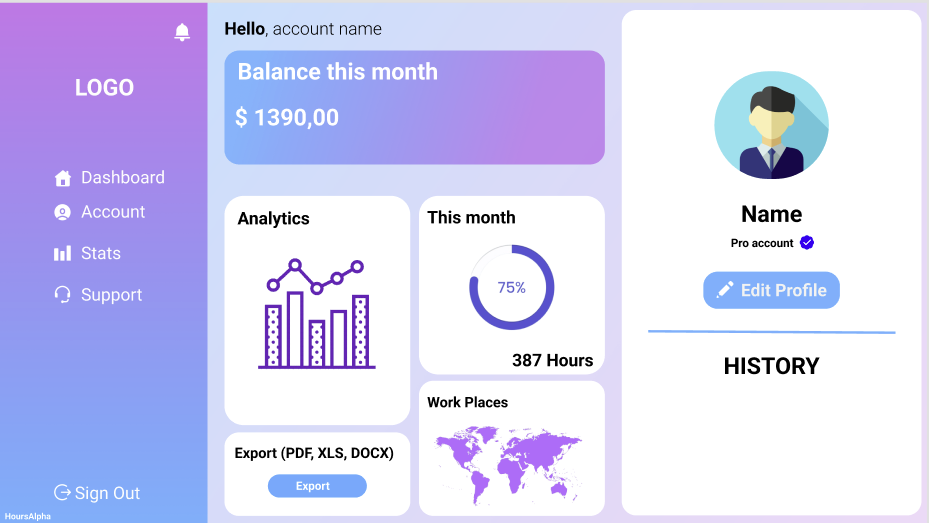 LOGO
Dashboard
Account
Stats
Support
Sign Out
HoursAlpha
Hello, account name
Balance this month
$ 1390,00
Analytics
This month
75%
387 Hours
Export (PDF, XLS, DOCX)
Export
Work Places
Name
Pro account
Edit Profile
HISTORY